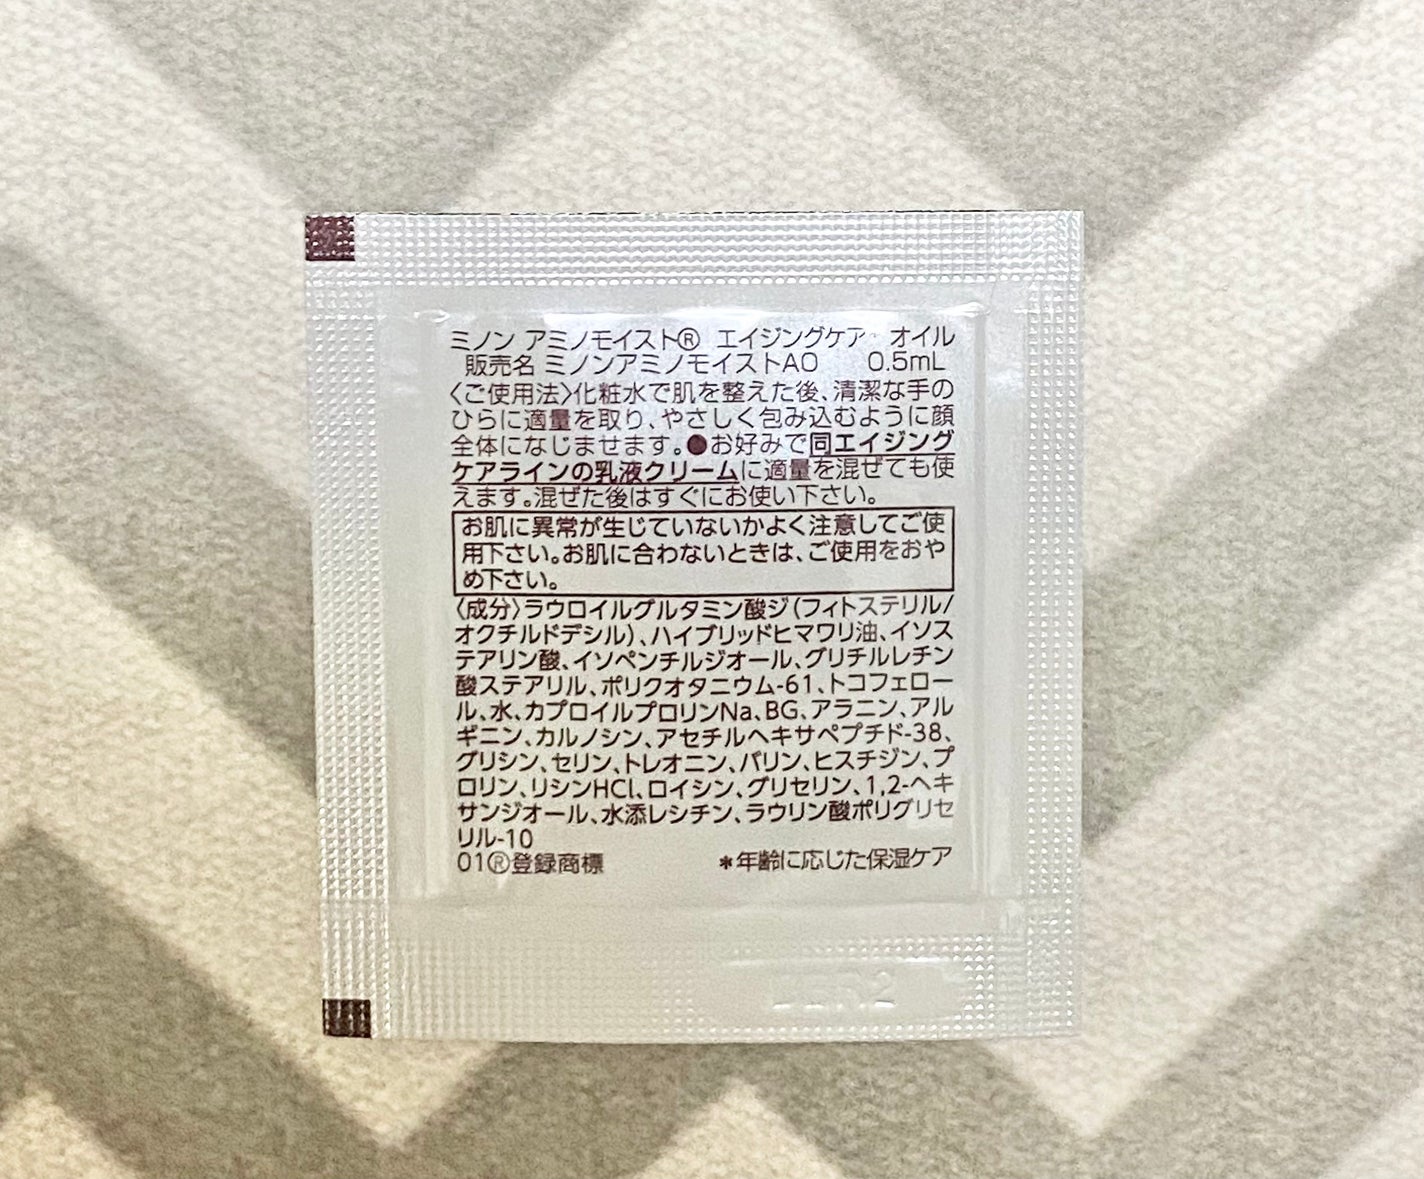 ミノン アミノモイスト® エイジングケア* オイル
販売名 ミノンアミノモイストAO 0.5mL
〈ご使用法〉化粧水で肌を整えた後、清潔な手の
ひらに適量を取り、やさしく包み込むように顔
全体になじませます。●お好みで同エイジング
ケアラインの乳液クリームに適量を混ぜても使
えます。混ぜた後はすぐにお使い下さい。
お肌に異常が生じていないかよく注意してご使
用下さい。お肌に合わないときは、ご使用をおや
め下さい。
〈成分〉ラウロイルグルタミン酸ジ(フィトステリル/
オクチルドデシル)、ハイブリッドヒマワリ油、イソス
テアリン酸、イソペンチルジオール、グリチルレチン
酸ステアリル、ポリクオタニウム-61、トコフェロー
ル、水、カプロイルプロリンNa、BG、アラニン、アル
ギニン、カルノシン、アセチルヘキサペプチド-38、
グリシン、セリン、トレオニン、バリン、ヒスチジン、プ
ロリン、リシンHCl、ロイシン、グリセリン、1,2-ヘキ
サンジオール、水添レシチン、ラウリン酸ポリグリセ
リル-10
01®登録商標 *年齢に応じた保湿ケア